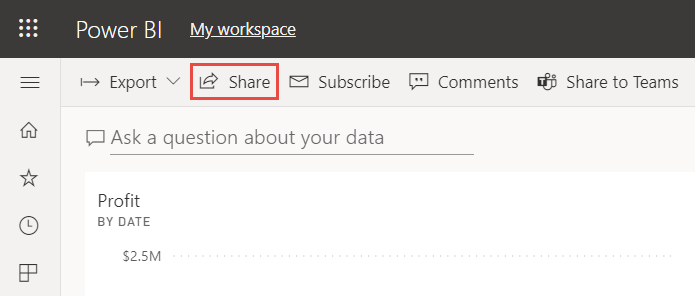 Power BI My workspace
Export Share Subscribe Comments Share to Teams
Ask a question about your data
Profit
BY DATE
$2.5M